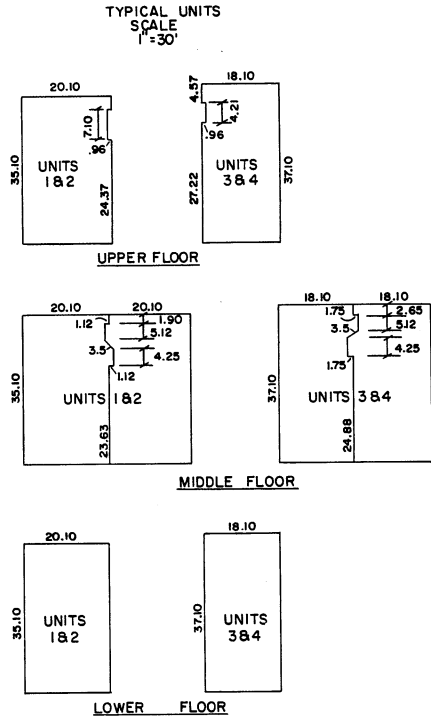 TYPICAL UNITS
SCALE
1"=30'
20.10
18.10
4.57
4.21
7.10
.96
.96
35.10
UNITS
1 & 2
24.37
27.22
UNITS
3 & 4
37.10
UPPER FLOOR
20.10
20.10
18.10
18.10
1.12
1.90
5.12
3.5
4.25
1.12
1.75
2.65
3.5
5.12
4.25
1.75
35.10
UNITS 1 & 2
23.63
37.10
UNITS 3 & 4
24.88
MIDDLE FLOOR
20.10
18.10
35.10
UNITS
1 & 2
37.10
UNITS
3 & 4
LOWER FLOOR